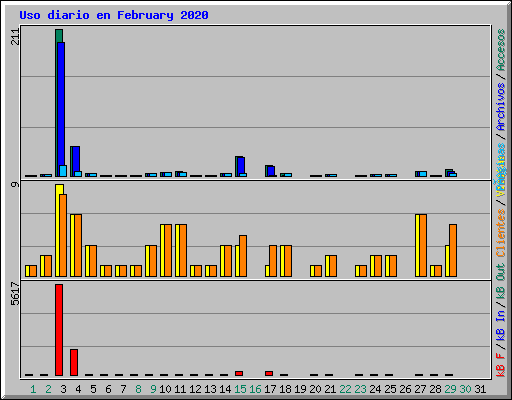 Uso diario en February 2020
211
9
5617
kB F / kB In / kB Out Clientes / / Archivos / Accesos
1 2 3 4 5 6 7 8 9 10 11 12 13 14 15 16 17 18 19 20 21 22 23 24 25 26 27 28 29 30 31